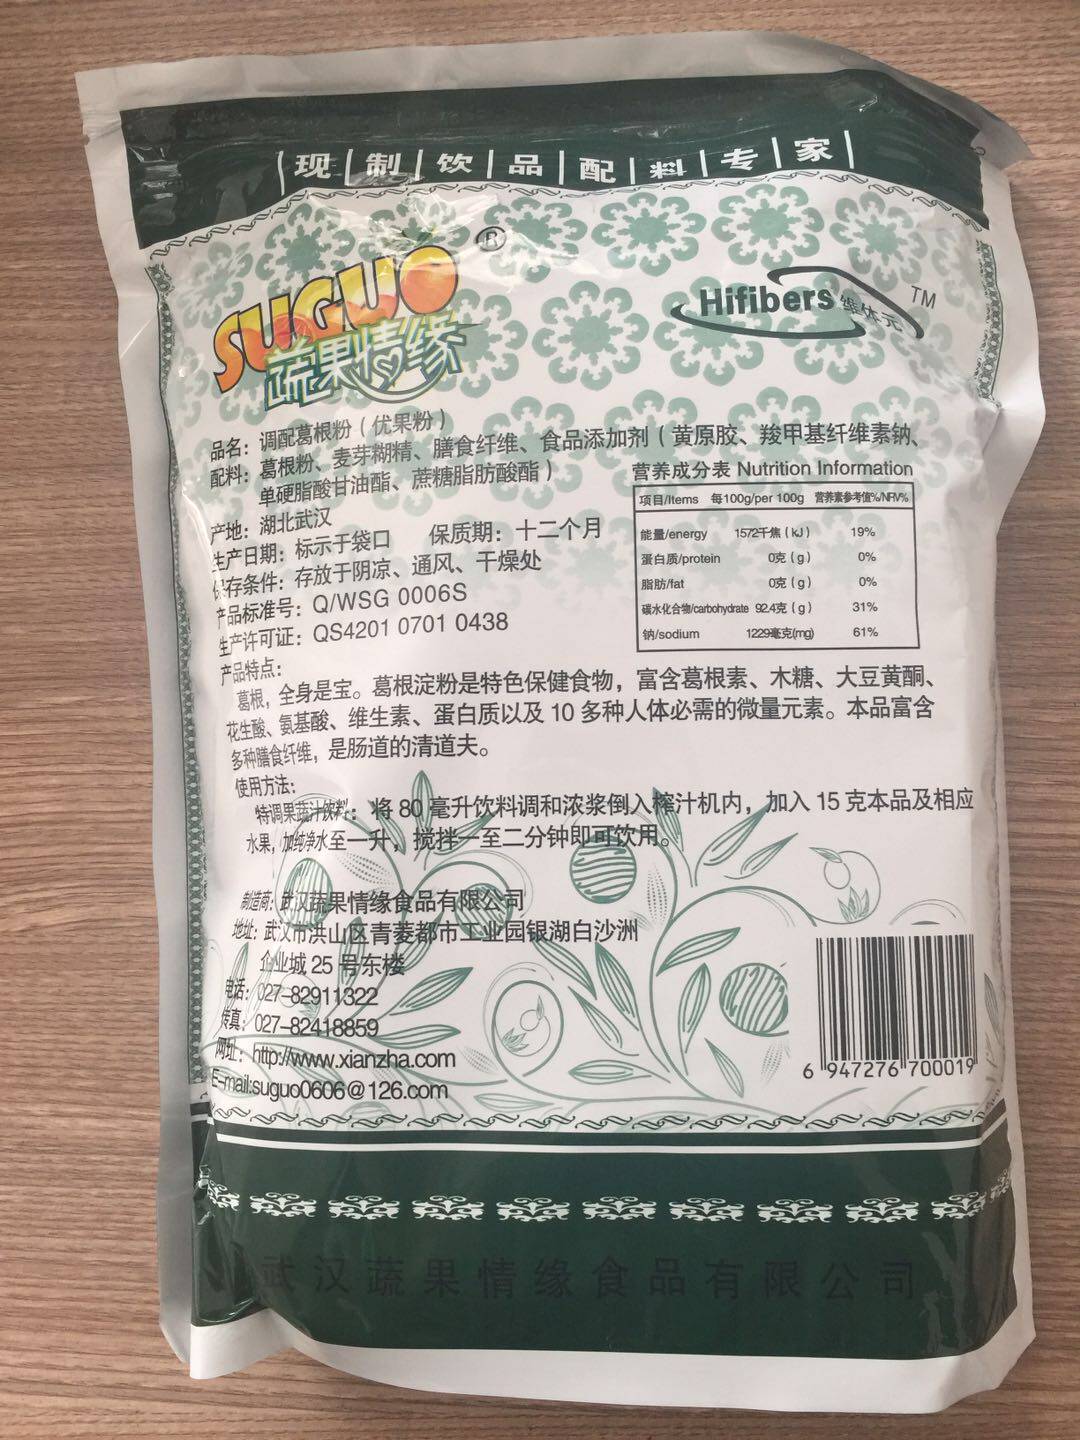 现制饮品配料专家
SUGUO®
蔬果情缘
Hifibers 维体元 TM
品名：调配葛根粉（优果粉）
配料：葛根粉、麦芽糊精、膳食纤维、食品添加剂（黄原胶、羧甲基纤维素钠、
单硬脂酸甘油酯、蔗糖脂肪酸酯）
产地：湖北武汉
生产日期：标示于袋口 保质期：十二个月
保存条件：存放于阴凉、通风、干燥处
产品标准号：Q/WSG 0006S
生产许可证：QS4201 0701 0438
营养成分表 Nutrition Information
项目/Items 每100g/per 100g 营养素参考值%/NRV%
能量/energy 1572千焦（kJ） 19%
蛋白质/protein 0克（g） 0%
脂肪/fat 0克（g） 0%
碳水化合物/carbohydrate 92.4克（g） 31%
钠/sodium 1229毫克(mg) 61%
产品特点：
葛根，全身是宝。葛根淀粉是特色保健食物，富含葛根素、木糖、大豆黄酮、
花生酸、氨基酸、维生素、蛋白质以及 10 多种人体必需的微量元素。本品富含
多种膳食纤维，是肠道的清道夫。
使用方法：
特调果蔬汁饮料：将 80 毫升饮料调和浓浆倒入榨汁机内，加入 15 克本品及相应
水果，加纯净水至一升，搅拌一至二分钟即可饮用。
制造商：武汉蔬果情缘食品有限公司
地址：武汉市洪山区青菱都市工业园银湖白沙洲
企业城 25 号东楼
电话：027-82911322
传真：027-82418859
网址：http://www.xianzha.com
E-mail:suguo0606@126.com
6 947276 700019
武汉蔬果情缘食品有限公司